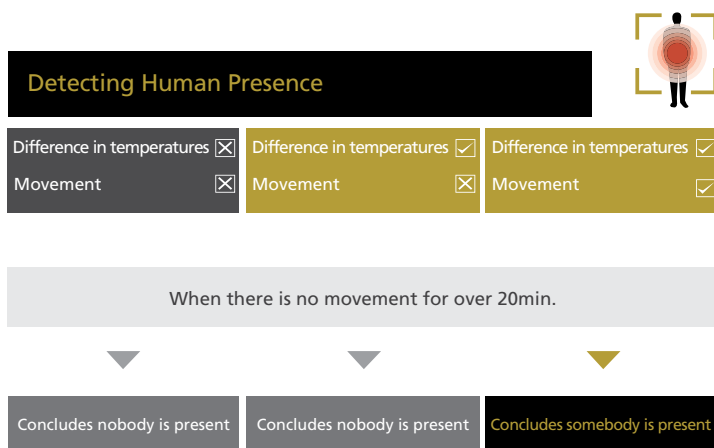 Detecting Human Presence
Difference in temperatures
Movement
Difference in temperatures
Movement
Difference in temperatures
Movement
When there is no movement for over 20min.
Concludes nobody is present
Concludes nobody is present
Concludes somebody is present